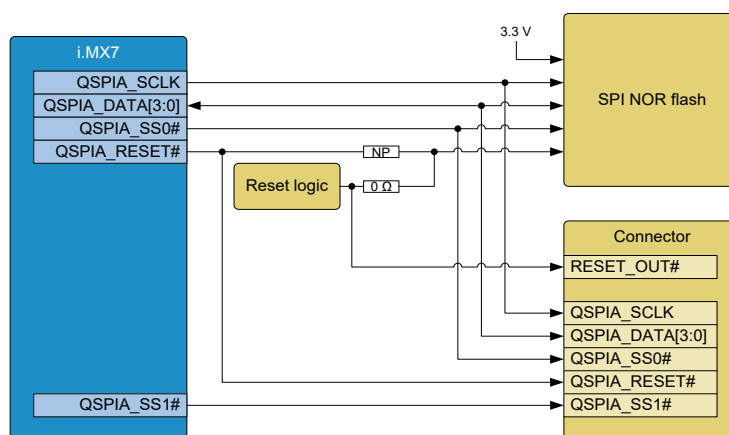 3.3 V
i.MX7
QSPIA_SCLK
QSPIA_DATA[3:0]
QSPIA_SS0#
QSPIA_RESET#
QSPIA_SS1#
NP
0 Ω
Reset logic
SPI NOR flash
Connector
RESET_OUT#
QSPIA_SCLK
QSPIA_DATA[3:0]
QSPIA_SS0#
QSPIA_RESET#
QSPIA_SS1#